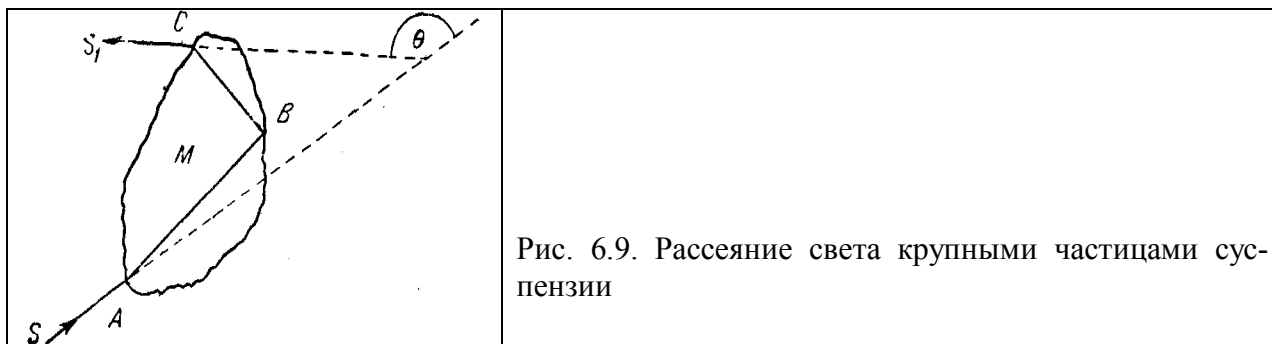 C
S₁
θ
B
M
S
A
Рис. 6.9. Рассеяние света крупными частицами сус-
пензии